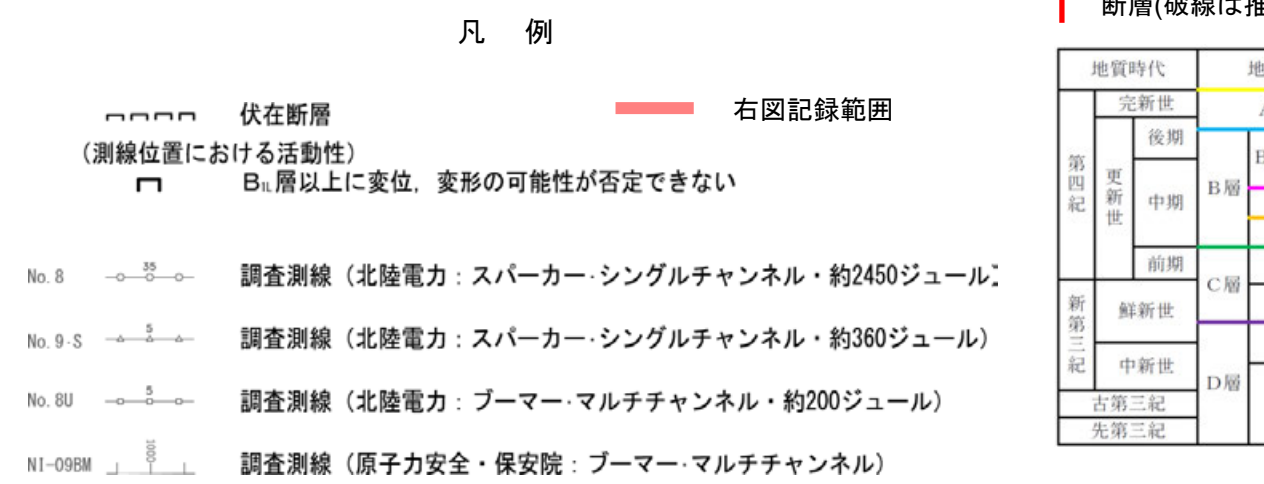 凡 例
伏在断層
右図記録範囲
(測線位置における活動性)
B1L層以上に変位，変形の可能性が否定できない
No. 8 35 調査測線（北陸電力：スパーカー・シングルチャンネル・約2450ジュール
No. 9-S 5 調査測線（北陸電力：スパーカー・シングルチャンネル・約360ジュール）
No. 8U 5 調査測線（北陸電力：ブーマー・マルチチャンネル・約200ジュール）
NI-09BM 1000 調査測線（原子力安全・保安院：ブーマー・マルチチャンネル）
断層(破線は推
地質時代 地
第四紀 完新世 A
更新世 後期 B層 B
中期
前期 C層
新第三紀 鮮新世
中新世 D層
古第三紀
先第三紀